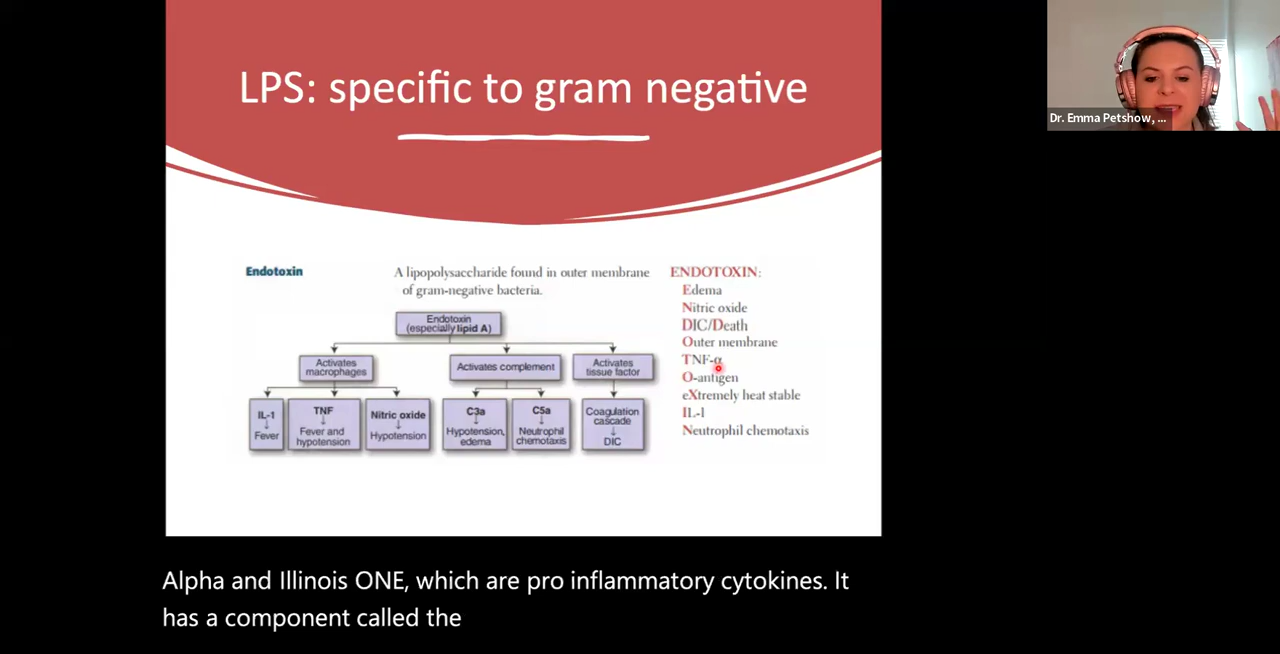 LPS: specific to gram negative
Dr. Emma Petshow, ...
Endotoxin
A lipopolysaccharide found in outer membrane
of gram-negative bacteria.
Endotoxin
(especially lipid A)
Activates
macrophages
Activates complement
Activates
tissue factor
IL-1
Fever
TNF
Fever and
hypotension
Nitric oxide
Hypotension
C3a
Hypotension,
edema
C5a
Neutrophil
chemotaxis
Coagulation
cascade
DIC
ENDOTOXIN:
Edema
Nitric oxide
DIC/Death
Outer membrane
TNF-α
O-antigen
eXtremely heat stable
IL-1
Neutrophil chemotaxis
Alpha and Illinois ONE, which are pro inflammatory cytokines. It
has a component called the